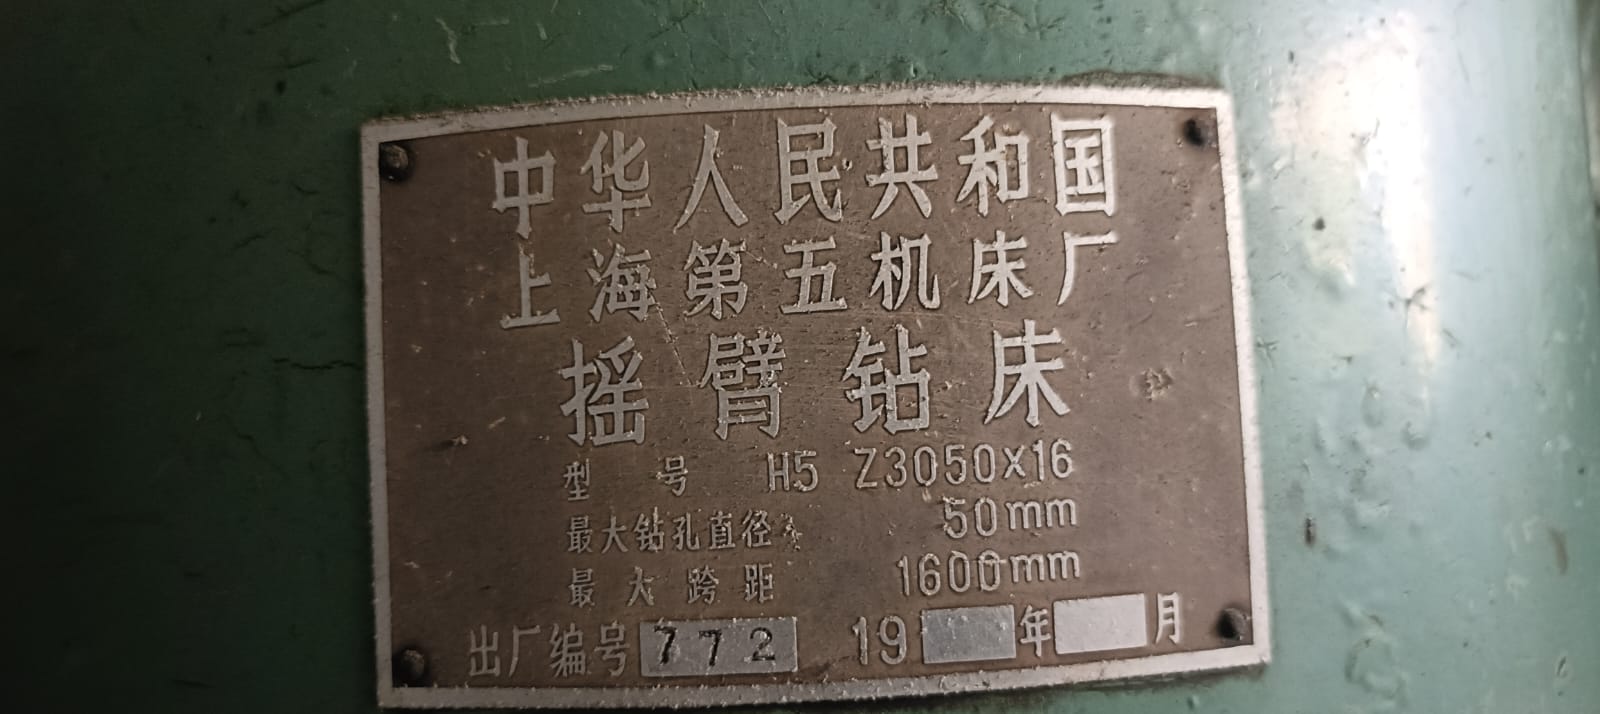 中华人民共和国
上海第五机床厂
摇臂钻床
型号 H5 Z3050x16
最大钻孔直径 50mm
最大跨距 1600mm
出厂编号 772 19 年 月